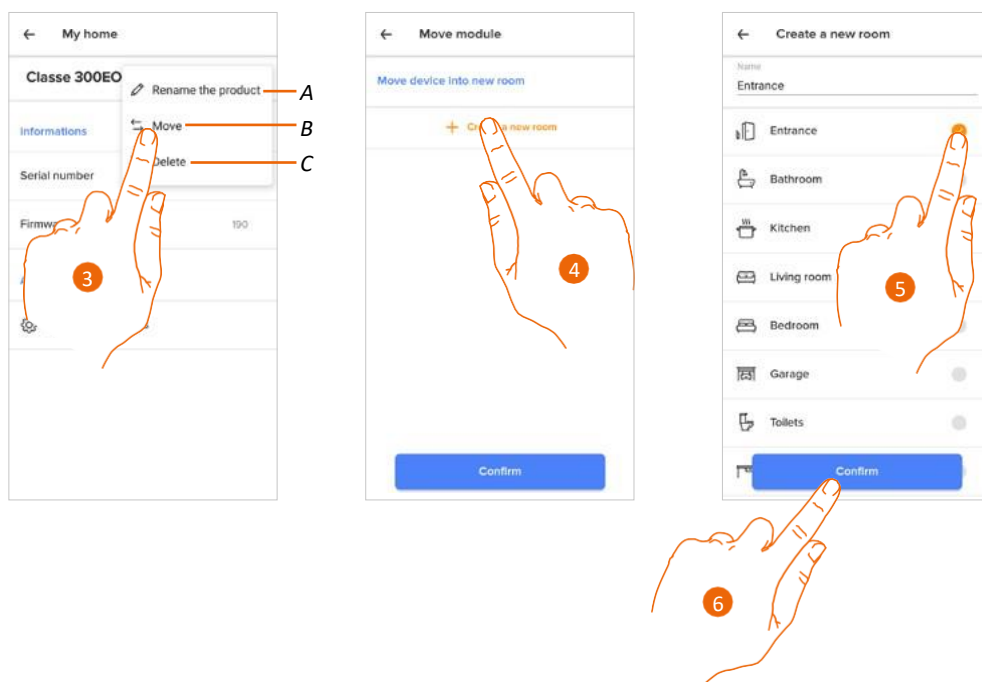 ← My home
Classe 300EO
Rename the product
A
Move
B
Delete
C
Informations
Serial number
190
3
← Move module
Move device into new room
+ new room
4
Confirm
← Create a new room
Name
Entrance
Entrance
Bathroom
Kitchen
Living room
5
Bedroom
Garage
Toilets
Confirm
6